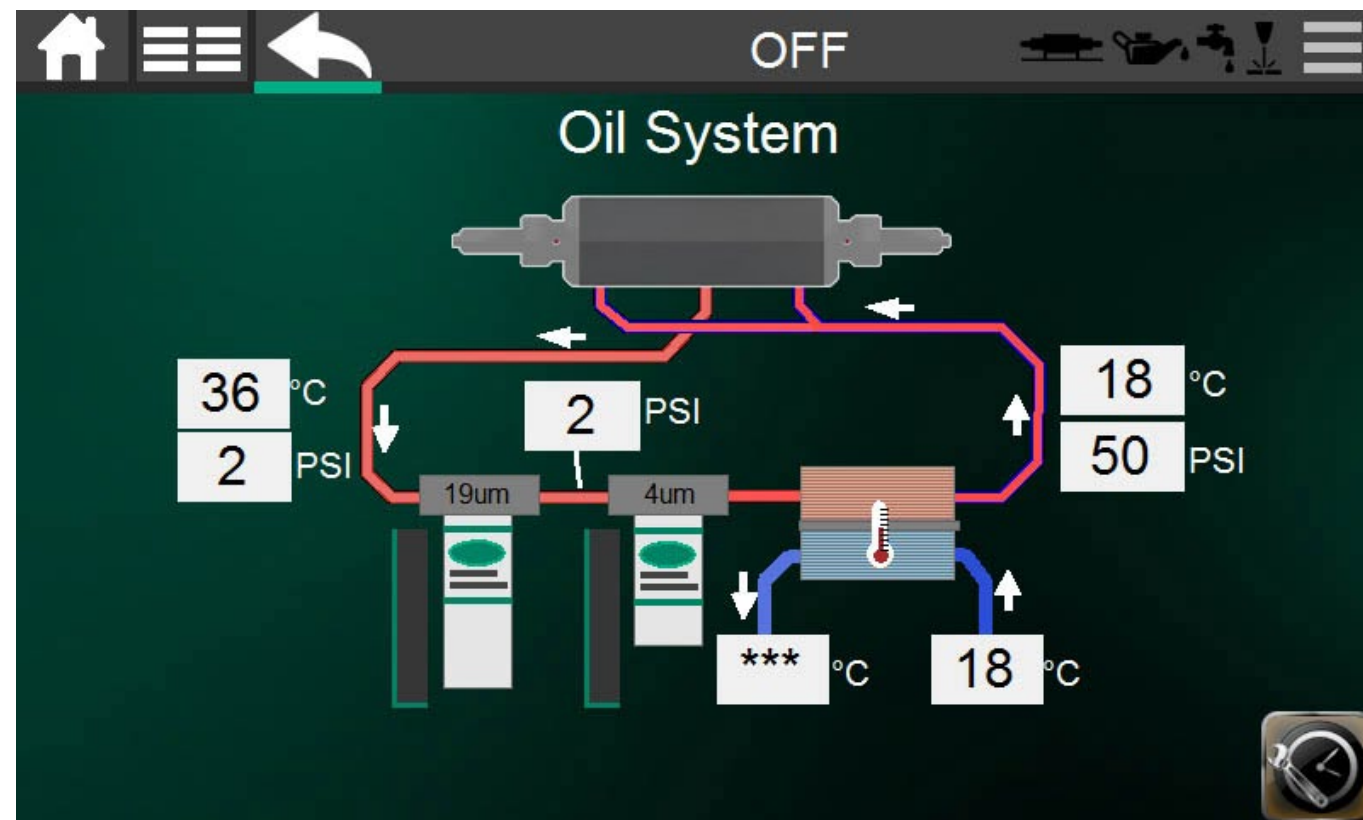 OFF
Oil System
36 °C
2 PSI
2 PSI
18 °C
50 PSI
19um
4um
*** °C
18 °C